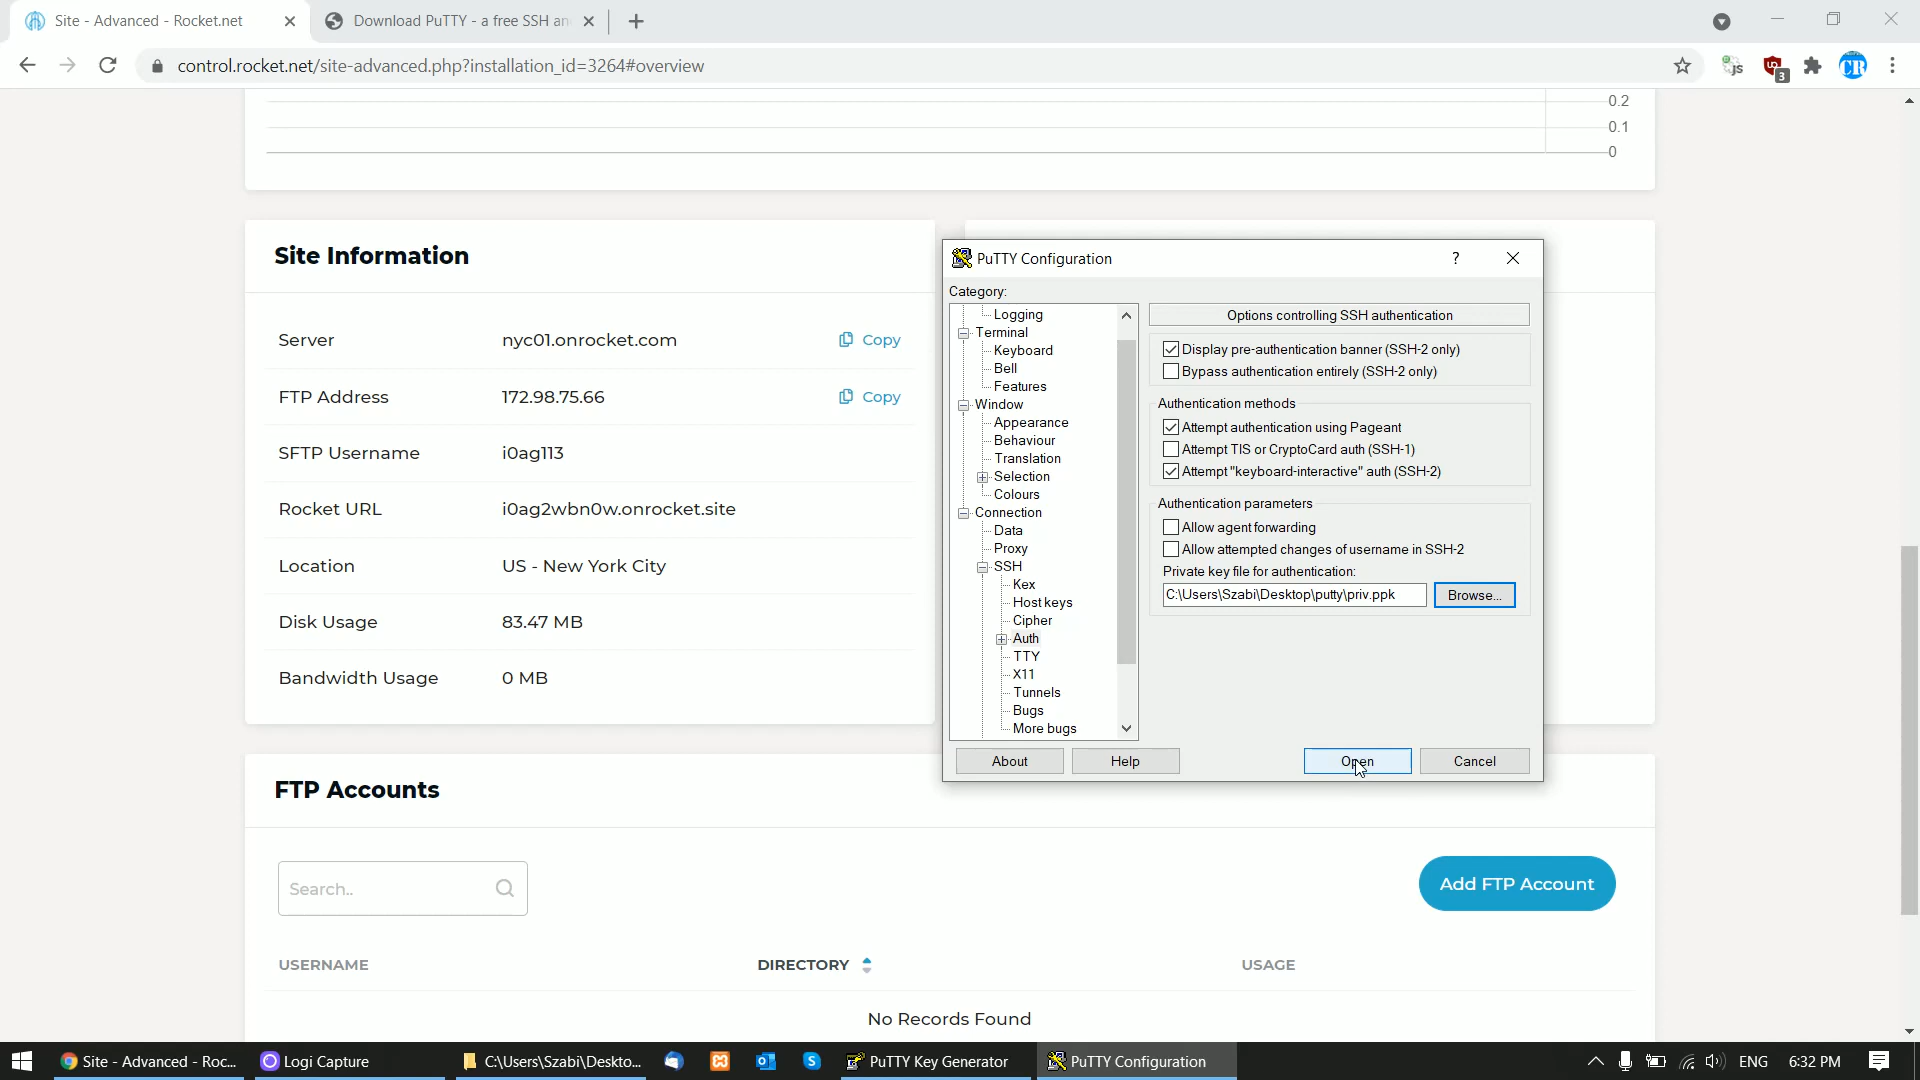 Site - Advanced - Rocket.net
Download PuTTY - a free SSH an
control.rocket.net/site-advanced.php?installation_id=3264#overview
JS
3
CR
0.2
0.1
0
Site Information
Server nyc01.onrocket.com Copy
FTP Address 172.98.75.66 Copy
SFTP Username i0ag113
Rocket URL i0ag2wbn0w.onrocket.site
Location US - New York City
Disk Usage 83.47 MB
Bandwidth Usage 0 MB
PuTTY Configuration
?
Category:
Logging
Terminal
Keyboard
Bell
Features
Window
Appearance
Behaviour
Translation
Selection
Colours
Connection
Data
Proxy
SSH
Kex
Host keys
Cipher
Auth
TTY
X11
Tunnels
Bugs
More bugs
Options controlling SSH authentication
Display pre-authentication banner (SSH-2 only)
Bypass authentication entirely (SSH-2 only)
Authentication methods
Attempt authentication using Pageant
Attempt TIS or CryptoCard auth (SSH-1)
Attempt "keyboard-interactive" auth (SSH-2)
Authentication parameters
Allow agent forwarding
Allow attempted changes of username in SSH-2
Private key file for authentication:
C:\Users\Szabi\Desktop\putty\priv.ppk Browse...
About Help Open Cancel
FTP Accounts
Search..
Add FTP Account
USERNAME DIRECTORY USAGE
No Records Found
Site - Advanced - Roc...
Logi Capture
C:\Users\Szabi\Deskto...
PuTTY Key Generator
PuTTY Configuration
ENG
6:32 PM